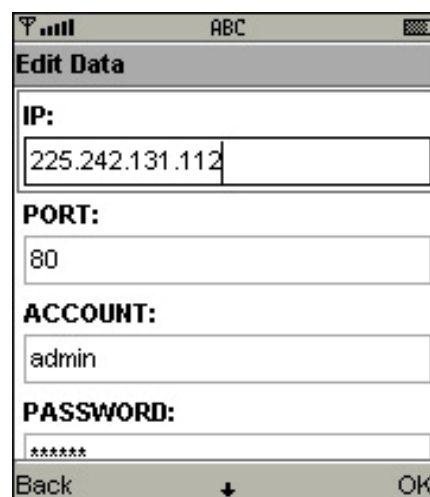 ABC
Edit Data
IP:
225.242.131.112
PORT:
80
ACCOUNT:
admin
PASSWORD:
******
Back OK